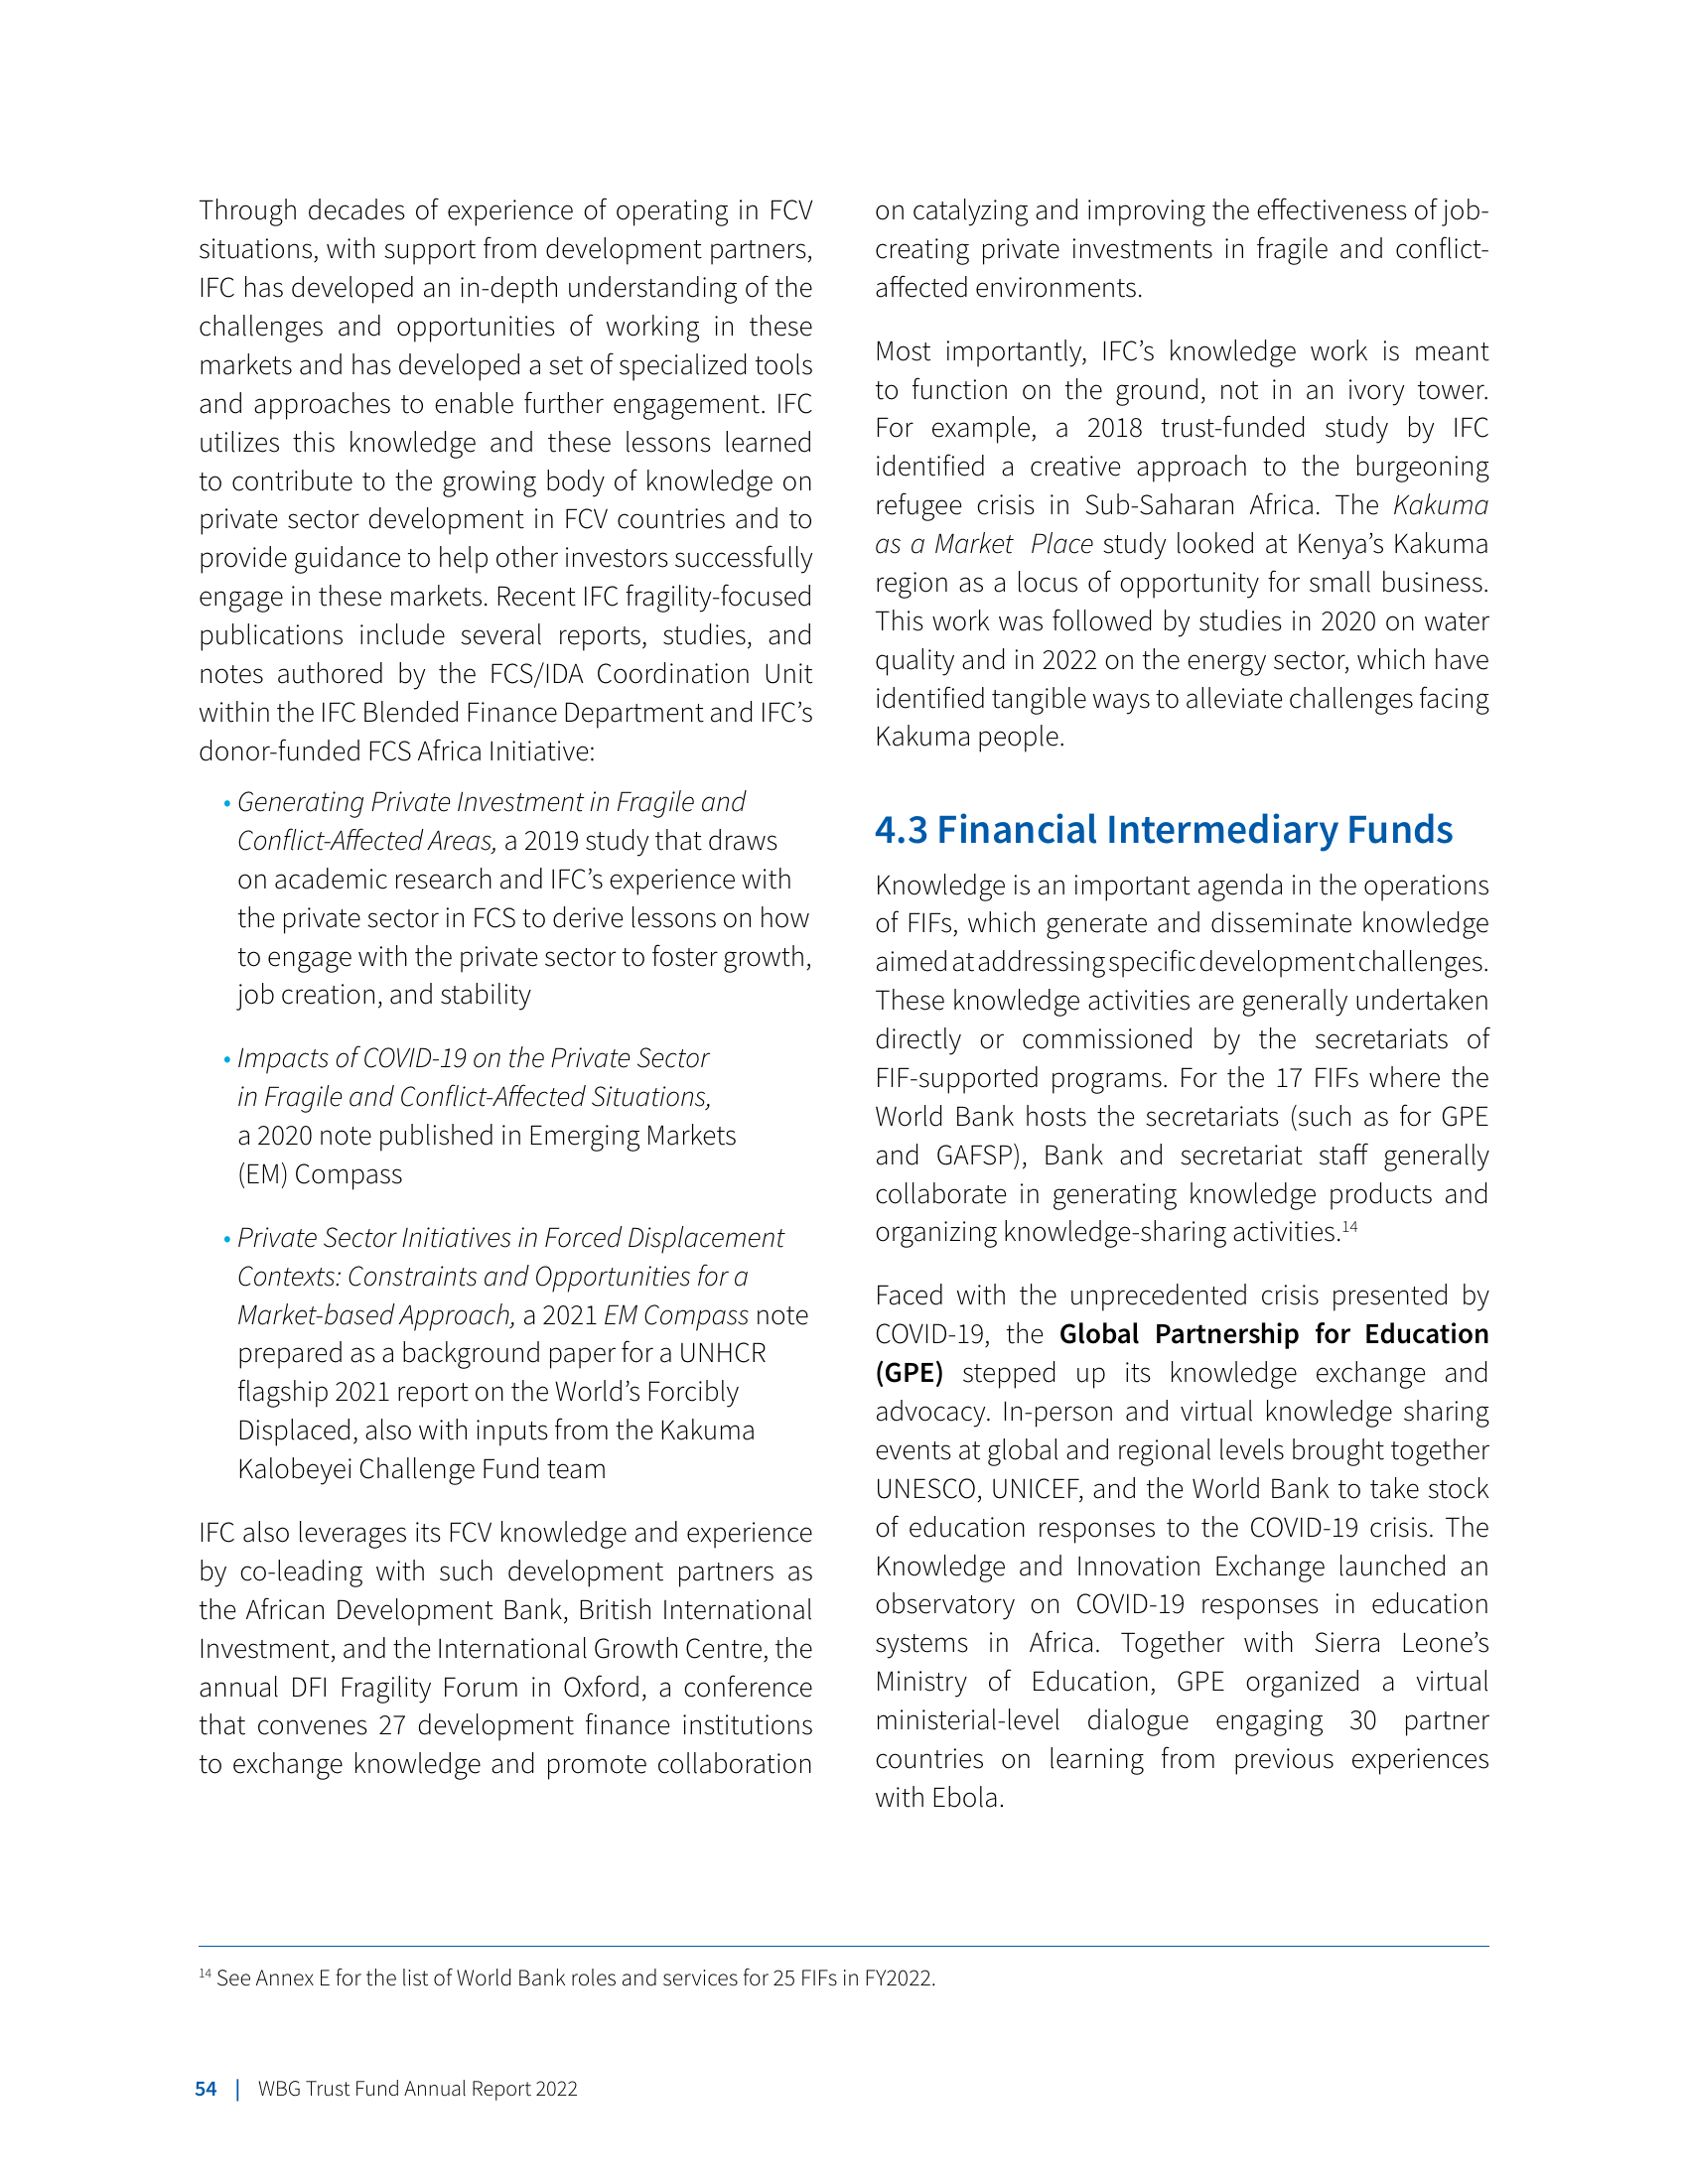 Through decades of experience of operating in FCV
situations, with support from development partners,
IFC has developed an in-depth understanding of the
challenges and opportunities of working in these
markets and has developed a set of specialized tools
and approaches to enable further engagement. IFC
utilizes this knowledge and these lessons learned
to contribute to the growing body of knowledge on
private sector development in FCV countries and to
provide guidance to help other investors successfully
engage in these markets. Recent IFC fragility-focused
publications include several reports, studies, and
notes authored by the FCS/IDA Coordination Unit
within the IFC Blended Finance Department and IFC’s
donor-funded FCS Africa Initiative:
• Generating Private Investment in Fragile and
Conflict-Affected Areas, a 2019 study that draws
on academic research and IFC’s experience with
the private sector in FCS to derive lessons on how
to engage with the private sector to foster growth,
job creation, and stability
• Impacts of COVID-19 on the Private Sector
in Fragile and Conflict-Affected Situations,
a 2020 note published in Emerging Markets
(EM) Compass
• Private Sector Initiatives in Forced Displacement
Contexts: Constraints and Opportunities for a
Market-based Approach, a 2021 EM Compass note
prepared as a background paper for a UNHCR
flagship 2021 report on the World’s Forcibly
Displaced, also with inputs from the Kakuma
Kalobeyei Challenge Fund team
IFC also leverages its FCV knowledge and experience
by co-leading with such development partners as
the African Development Bank, British International
Investment, and the International Growth Centre, the
annual DFI Fragility Forum in Oxford, a conference
that convenes 27 development finance institutions
to exchange knowledge and promote collaboration
on catalyzing and improving the effectiveness of job-
creating private investments in fragile and conflict-
affected environments.
Most importantly, IFC’s knowledge work is meant
to function on the ground, not in an ivory tower.
For example, a 2018 trust-funded study by IFC
identified a creative approach to the burgeoning
refugee crisis in Sub-Saharan Africa. The Kakuma
as a Market Place study looked at Kenya’s Kakuma
region as a locus of opportunity for small business.
This work was followed by studies in 2020 on water
quality and in 2022 on the energy sector, which have
identified tangible ways to alleviate challenges facing
Kakuma people.
4.3 Financial Intermediary Funds
Knowledge is an important agenda in the operations
of FIFs, which generate and disseminate knowledge
aimed at addressing specific development challenges.
These knowledge activities are generally undertaken
directly or commissioned by the secretariats of
FIF-supported programs. For the 17 FIFs where the
World Bank hosts the secretariats (such as for GPE
and GAFSP), Bank and secretariat staff generally
collaborate in generating knowledge products and
organizing knowledge-sharing activities.14
Faced with the unprecedented crisis presented by
COVID-19, the Global Partnership for Education
(GPE) stepped up its knowledge exchange and
advocacy. In-person and virtual knowledge sharing
events at global and regional levels brought together
UNESCO, UNICEF, and the World Bank to take stock
of education responses to the COVID-19 crisis. The
Knowledge and Innovation Exchange launched an
observatory on COVID-19 responses in education
systems in Africa. Together with Sierra Leone’s
Ministry of Education, GPE organized a virtual
ministerial-level dialogue engaging 30 partner
countries on learning from previous experiences
with Ebola.
14 See Annex E for the list of World Bank roles and services for 25 FIFs in FY2022.
54 | WBG Trust Fund Annual Report 2022